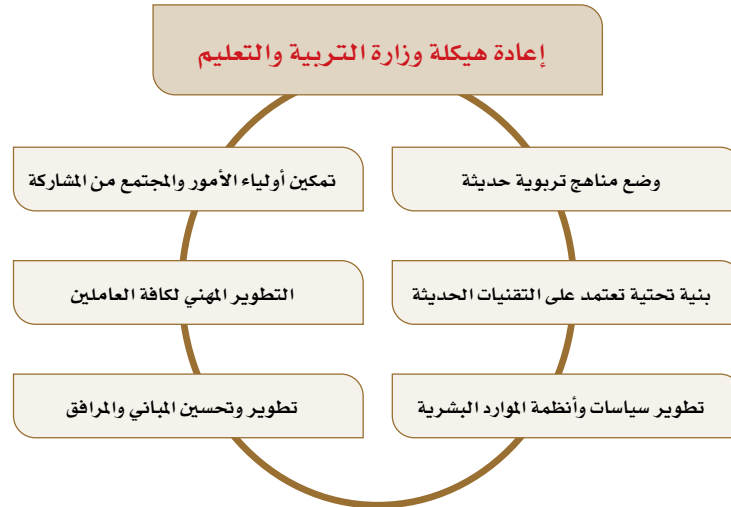 إعادة هيكلة وزارة التربية والتعليم
وضع مناهج تربوية حديثة
تمكين أولياء الأمور والمجتمع من المشاركة
بنية تحتية تعتمد على التقنيات الحديثة
التطوير المهني لكافة العاملين
تطوير سياسات وأنظمة الموارد البشرية
تطوير وتحسين المباني والمرافق